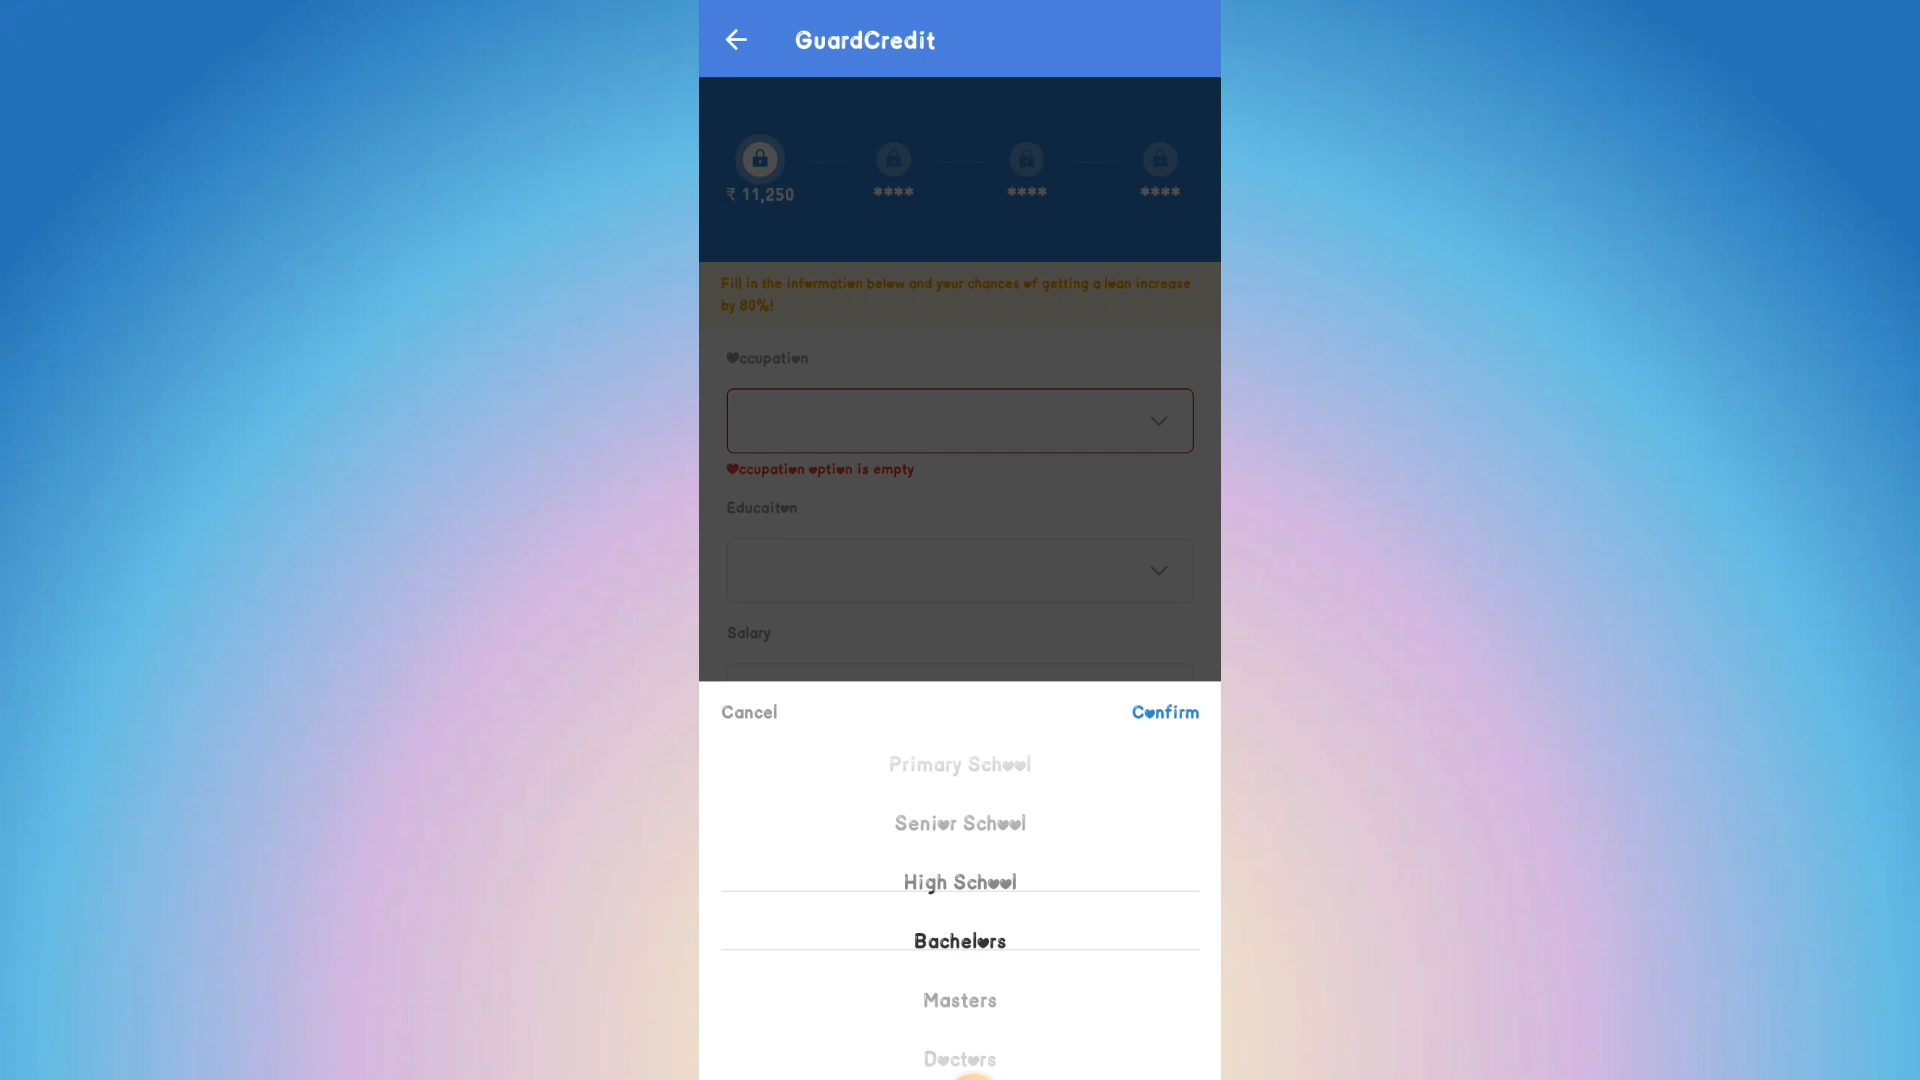 GuardCredit
₹ 11,250
****
****
****
Fill in the information below and your chances of getting a loan increase
by 80%!
Occupation
Occupation option is empty
Educaiton
Salary
Cancel
Confirm
Primary School
Senior School
High School
Bachelors
Masters
Doctors